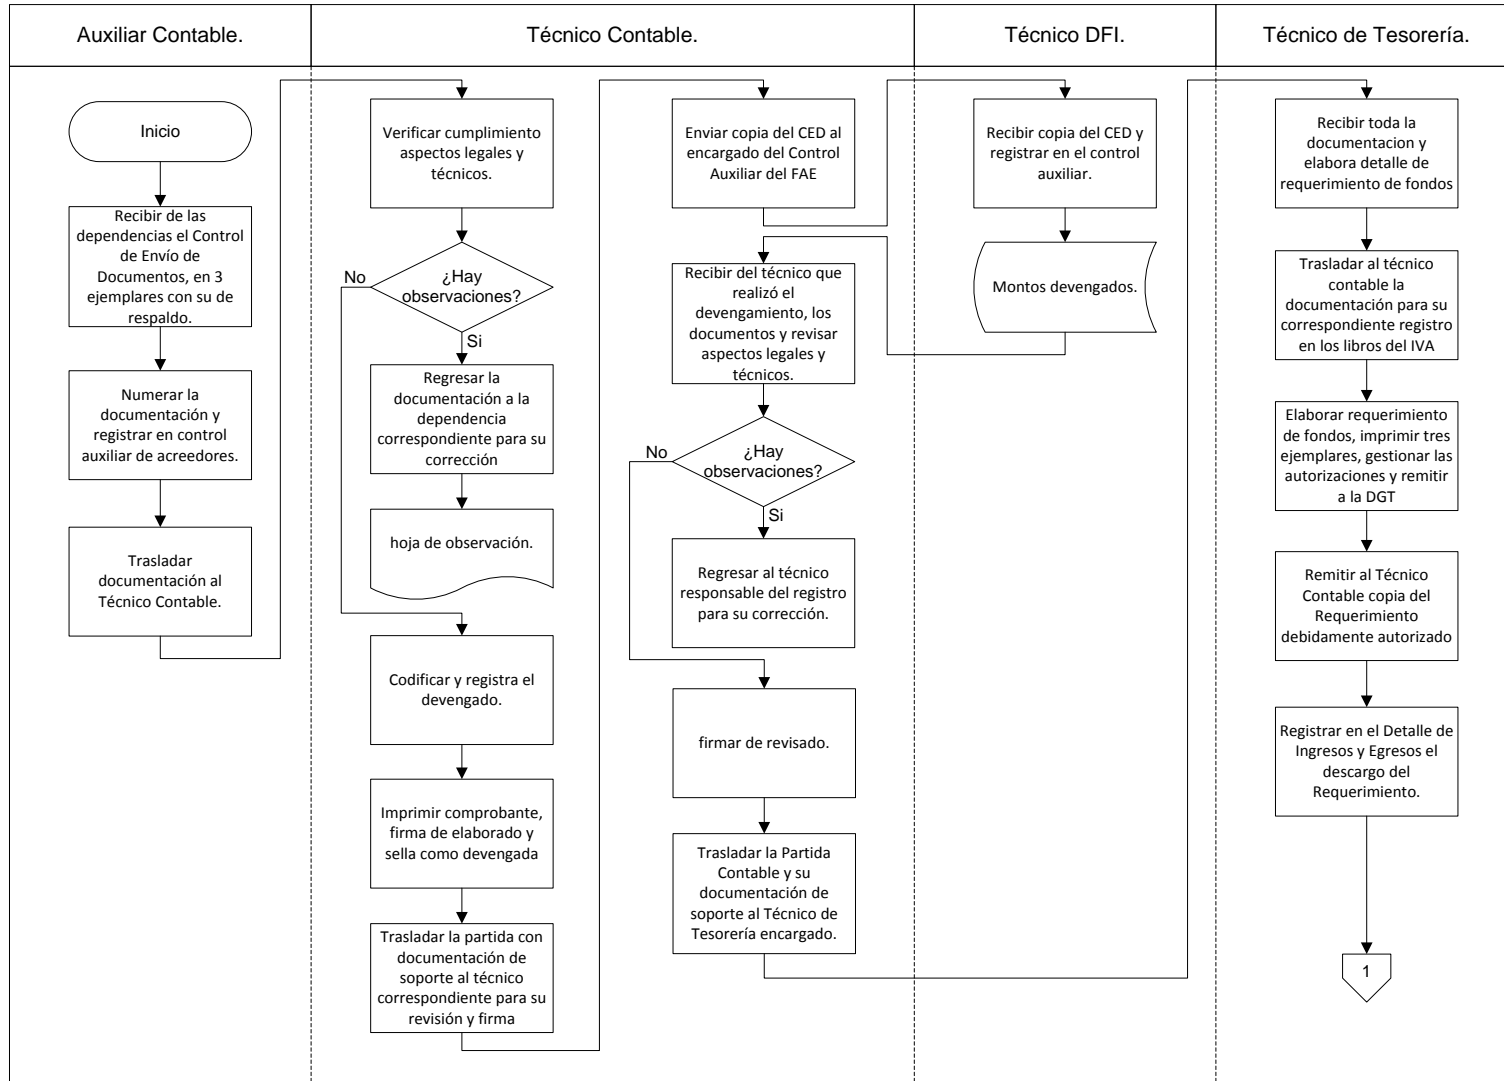 Auxiliar Contable.
Técnico Contable.
Técnico DFI.
Técnico de Tesorería.
Inicio
Recibir de las
dependencias el Control
de Envío de
Documentos, en 3
ejemplares con su de
respaldo.
Numerar la
documentación y
registrar en control
auxiliar de acreedores.
Trasladar
documentación al
Técnico Contable.
Verificar cumplimiento
aspectos legales y
técnicos.
No
¿Hay
observaciones?
Si
Regresar la
documentación a la
dependencia
correspondiente para su
corrección
hoja de observación.
Codificar y registra el
devengado.
Imprimir comprobante,
firma de elaborado y
sella como devengada
Trasladar la partida con
documentación de
soporte al técnico
correspondiente para su
revisión y firma
Enviar copia del CED al
encargado del Control
Auxiliar del FAE
Recibir del técnico que
realizó el
devengamiento, los
documentos y revisar
aspectos legales y
técnicos.
No
¿Hay
observaciones?
Si
Regresar al técnico
responsable del registro
para su corrección.
firmar de revisado.
Trasladar la Partida
Contable y su
documentación de
soporte al Técnico de
Tesorería encargado.
Recibir copia del CED y
registrar en el control
auxiliar.
Montos devengados.
Recibir toda la
documentacion y
elabora detalle de
requerimiento de fondos
Trasladar al técnico
contable la
documentación para su
correspondiente registro
en los libros del IVA
Elaborar requerimiento
de fondos, imprimir tres
ejemplares, gestionar las
autorizaciones y remitir
a la DGT
Remitir al Técnico
Contable copia del
Requerimiento
debidamente autorizado
Registrar en el Detalle de
Ingresos y Egresos el
descargo del
Requerimiento.
1